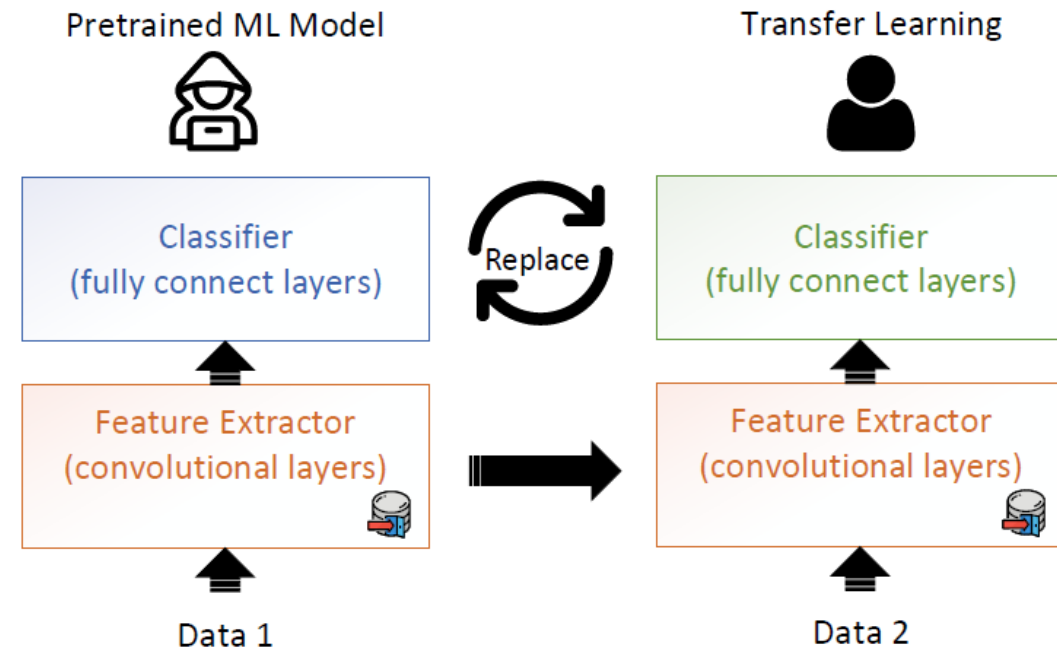 Pretrained ML Model
Transfer Learning
Classifier
(fully connect layers)
Replace
Classifier
(fully connect layers)
Feature Extractor
(convolutional layers)
Feature Extractor
(convolutional layers)
Data 1
Data 2